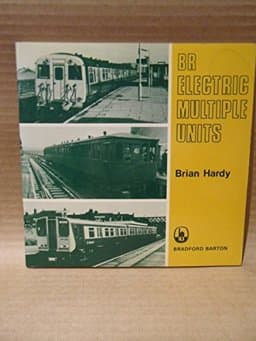 BR
ELECTRIC
MULTIPLE
UNITS
Brian Hardy
BRADFORD BARTON